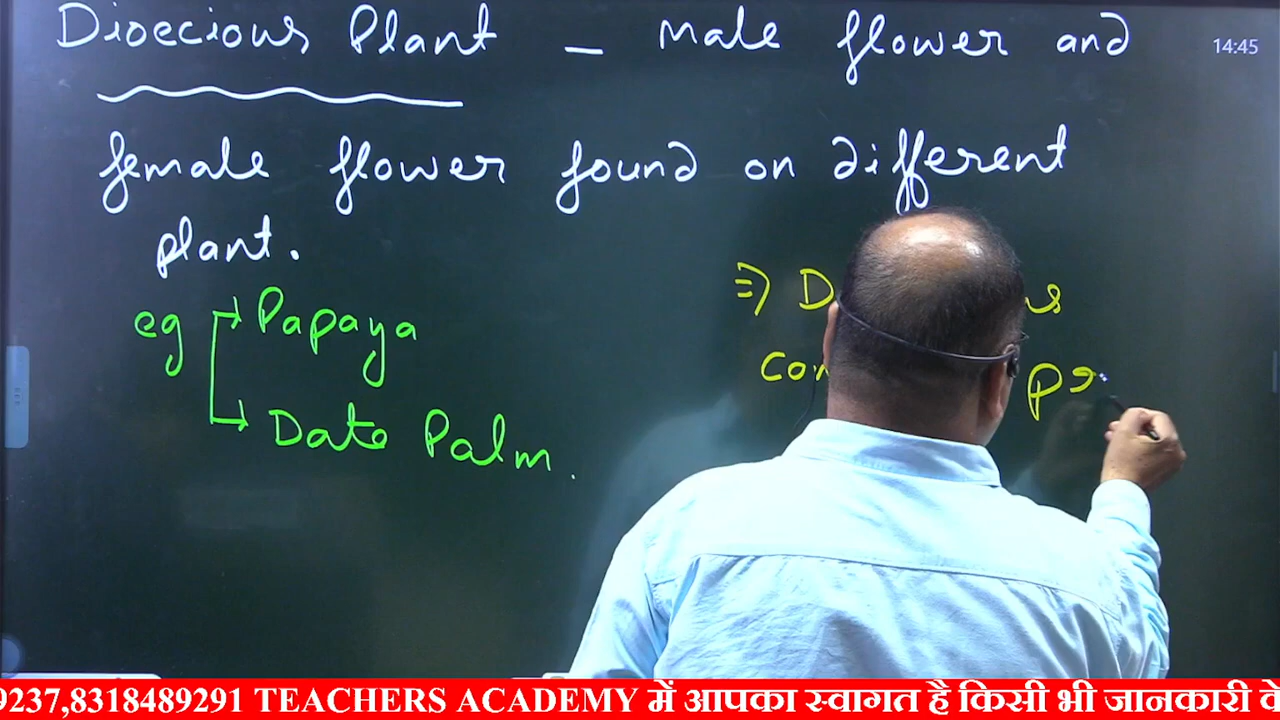 Dioecious Plant - Male flower and
14:45
female flower found on different
plant.
eg → Papaya
→ Date Palm.
⇒
9237,8318489291 TEACHERS ACADEMY में आपका स्वागत है किसी भी जानकारी के